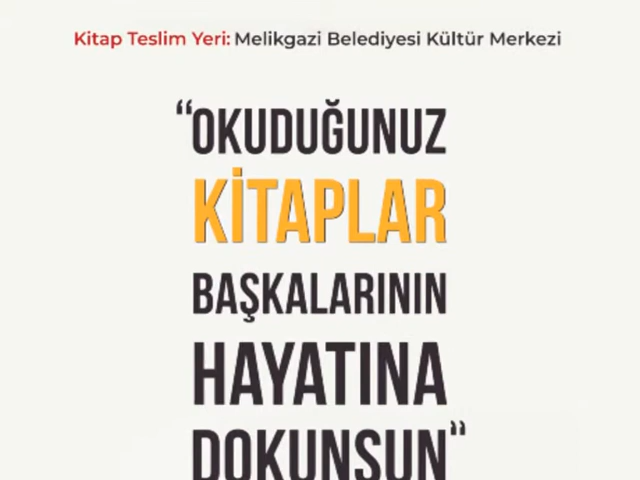 Kitap Teslim Yeri: Melikgazi Belediyesi Kültür Merkezi
“OKUDUĞUNUZ
KİTAPLAR
BAŞKALARININ
HAYATINA
DOKUNSUN”